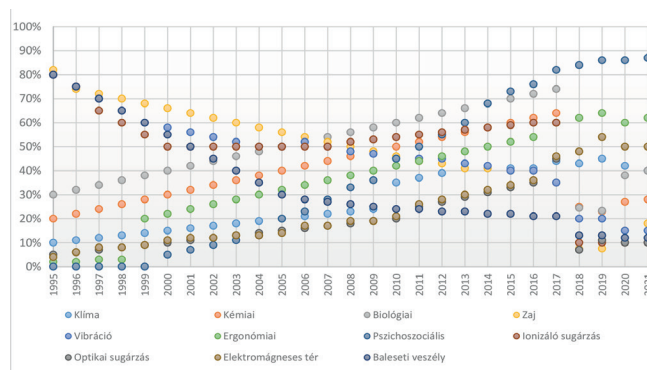 100%
90%
80%
70%
60%
50%
40%
30%
20%
10%
0%
1995 1996 1997 1998 1999 2000 2001 2002 2003 2004 2005 2006 2007 2008 2009 2010 2011 2012 2013 2014 2015 2016 2017 2018 2019 2020 2021
Klíma Kémiai Biológiai Zaj
Vibráció Ergonómiai Pszichoszociális Ionizáló sugárzás
Optikai sugárzás Elektromágneses tér Baleseti veszély